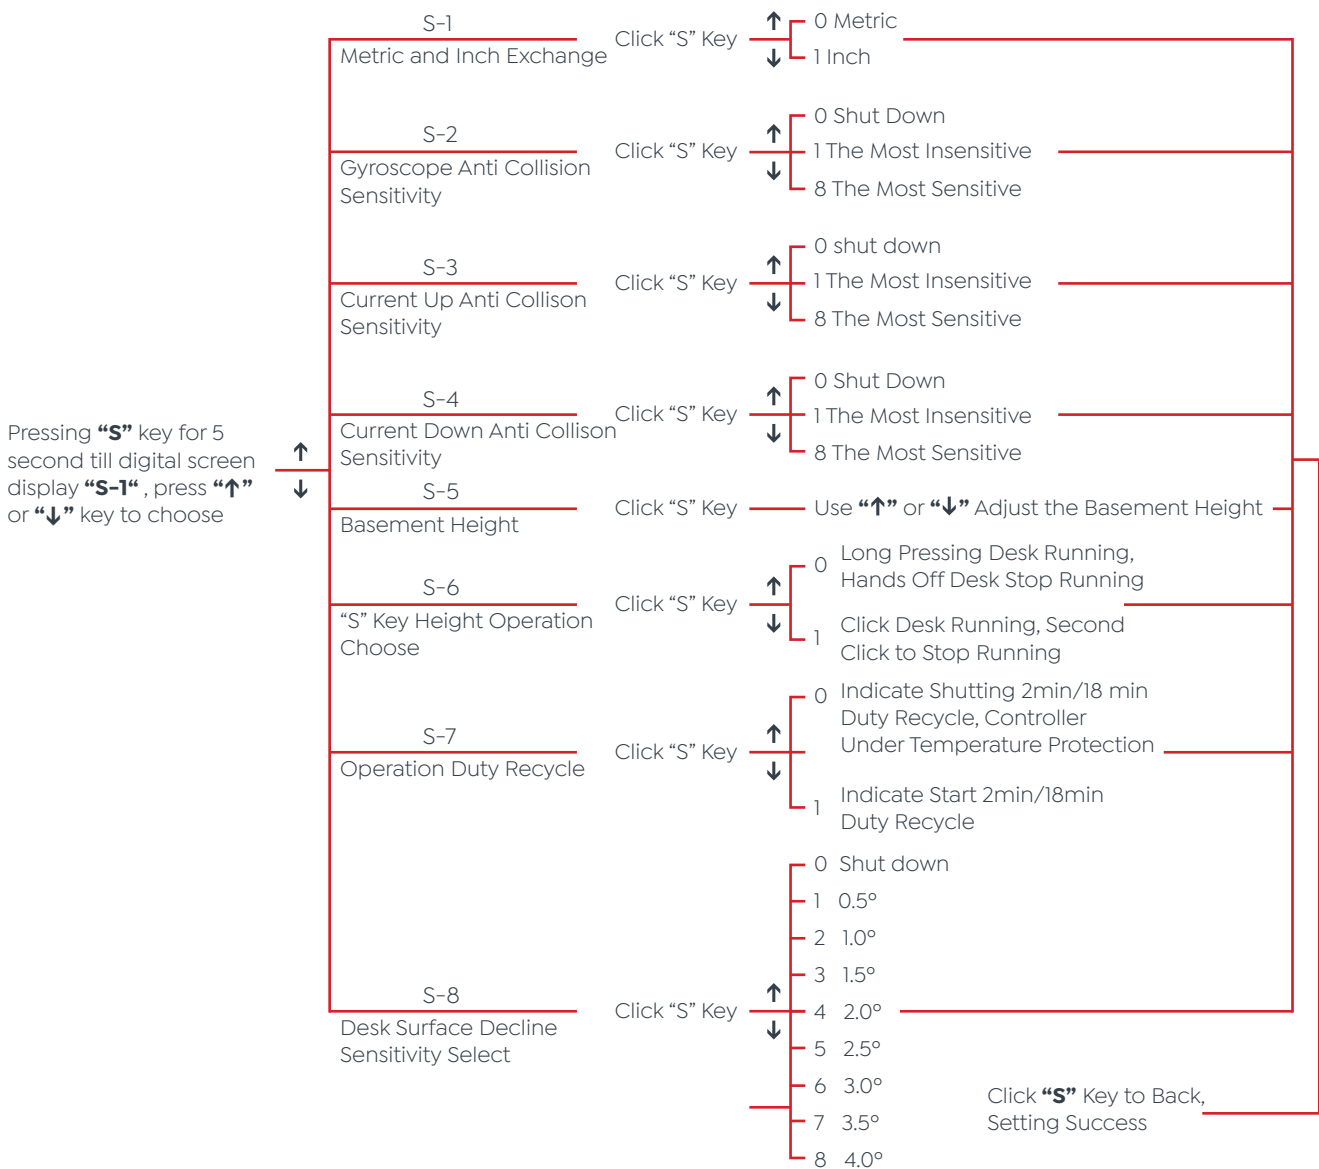 Pressing “S” key for 5
second till digital screen
display “S-1“ , press “↑”
or “↓” key to choose
↑
↓
S-1
Metric and Inch Exchange
Click “S” Key
↑
↓
0 Metric
1 Inch
S-2
Gyroscope Anti Collision
Sensitivity
Click “S” Key
↑
↓
0 Shut Down
1 The Most Insensitive
8 The Most Sensitive
S-3
Current Up Anti Collison
Sensitivity
Click “S” Key
↑
↓
0 shut down
1 The Most Insensitive
8 The Most Sensitive
S-4
Current Down Anti Collison
Sensitivity
Click “S” Key
↑
↓
0 Shut Down
1 The Most Insensitive
8 The Most Sensitive
S-5
Basement Height
Click “S” Key
Use “↑” or “↓” Adjust the Basement Height
S-6
“S” Key Height Operation
Choose
Click “S” Key
↑
↓
0 Long Pressing Desk Running,
Hands Off Desk Stop Running
1 Click Desk Running, Second
Click to Stop Running
S-7
Operation Duty Recycle
Click “S” Key
↑
↓
0 Indicate Shutting 2min/18 min
Duty Recycle, Controller
Under Temperature Protection
1 Indicate Start 2min/18min
Duty Recycle
S-8
Desk Surface Decline
Sensitivity Select
Click “S” Key
↑
↓
0 Shut down
1 0.5°
2 1.0°
3 1.5°
4 2.0°
5 2.5°
6 3.0°
7 3.5°
8 4.0°
Click “S” Key to Back,
Setting Success